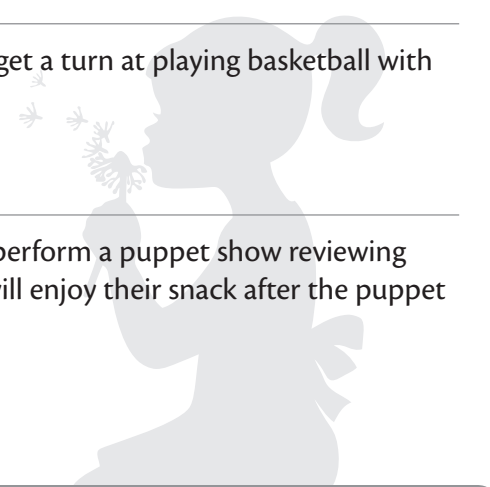 get a turn at playing basketball with
perform a puppet show reviewing
will enjoy their snack after the puppet